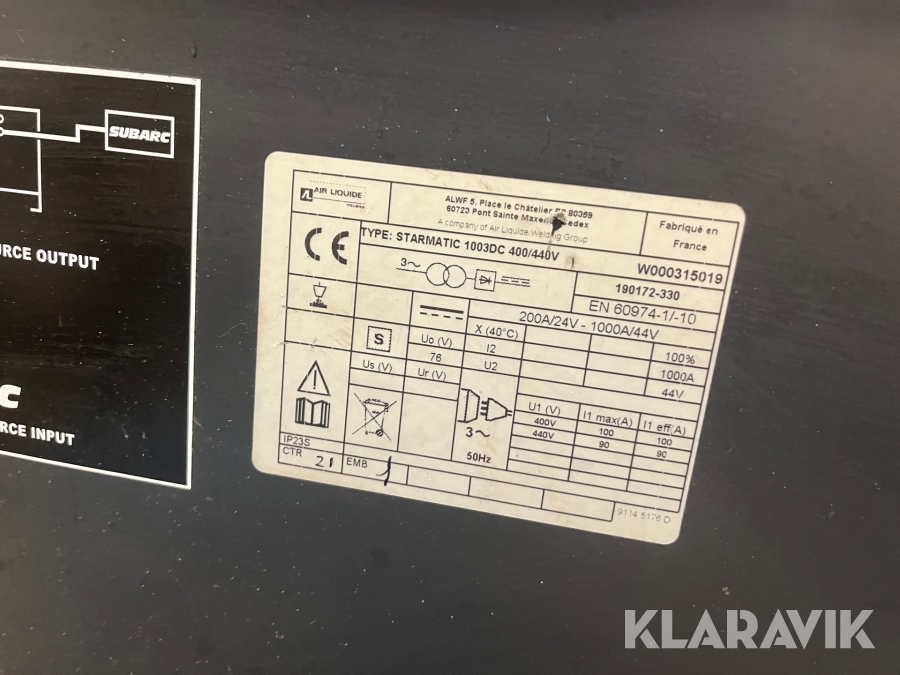 SUBARC
URCE OUTPUT
C
RCE INPUT
AIR LIQUIDE
WELDING
ALWF 5, Place le Châtelier BP 80359
60723 Pont Sainte Maxence Cedex
A company of Air Liquide Welding Group
Fabriqué en
France
TYPE: STARMATIC 1003DC 400/440V
W000315019
190172-330
EN 60974-1/-10
CE
3~
200A/24V - 1000A/44V
S
Uo (V)
76
X (40°C)
100%
I2
1000A
Us (V)
Ur (V)
U2
44V
U1 (V)
I1 max(A)
I1 eff(A)
400V
100
100
440V
90
90
3~
50Hz
IP23S
CTR
21
EMB
9114 5176 D
KLARAVIK